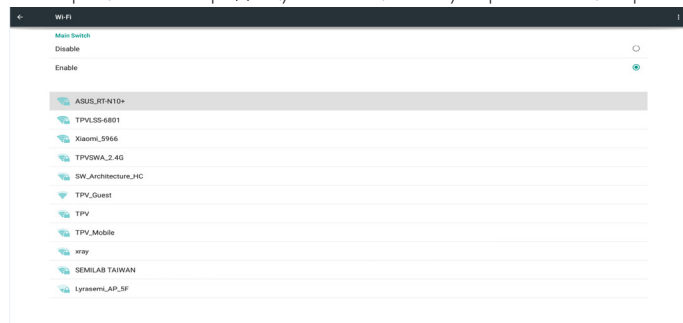 Wi-Fi
Main Switch
Disable
Enable
ASUS_RT-N10+
TPVLSS-6801
Xiaomi_5966
TPVSWA_2.4G
SW_Architecture_HC
TPV_Guest
TPV
TPV_Mobile
xray
SEMILAB TAIWAN
Lyrasemi_AP_5F